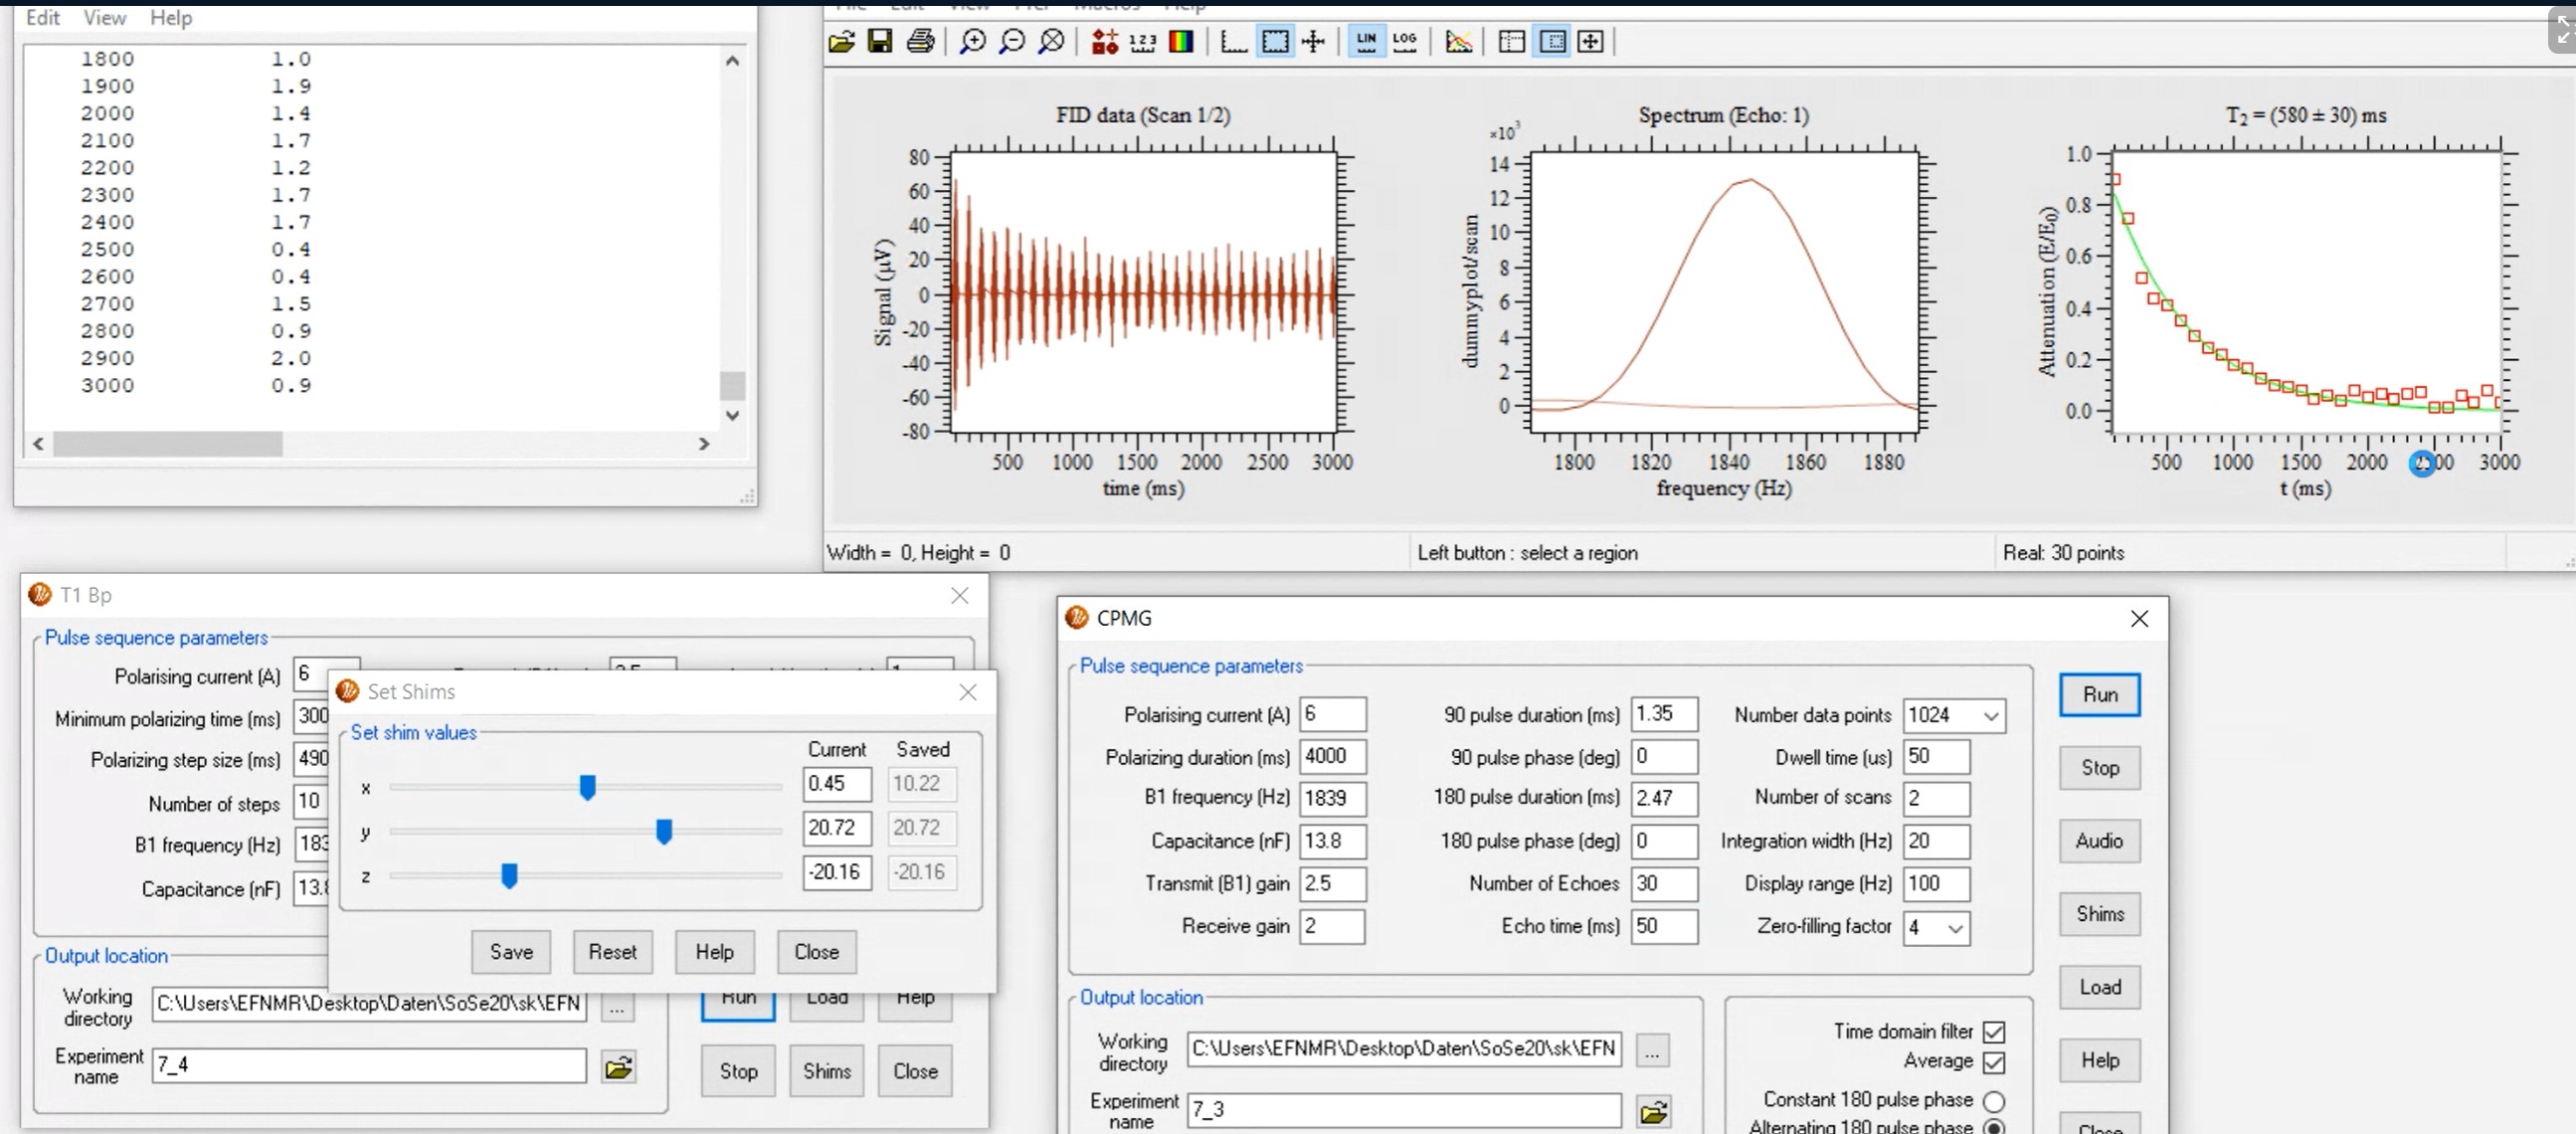 Edit View Help
1800 1.0
1900 1.9
2000 1.4
2100 1.7
2200 1.2
2300 1.7
2400 1.7
2500 0.4
2600 0.4
2700 1.5
2800 0.9
2900 2.0
3000 0.9
File Edit View Pref Macros Help
1 2 3
LIN LOG
FID data (Scan 1/2)
80
60
40
20
0
-20
-40
-60
-80
Signal (μV)
500 1000 1500 2000 2500 3000
time (ms)
Spectrum (Echo: 1)
×10³
14
12
10
8
6
4
2
0
dummyplot/scan
1800 1820 1840 1860 1880
frequency (Hz)
T₂ = (580 ± 30) ms
1.0
0.8
0.6
0.4
0.2
0.0
Attenuation (E/E₀)
500 1000 1500 2000 2500 3000
t (ms)
Width = 0, Height = 0
Left button : select a region
Real: 30 points
T1 Bp
Pulse sequence parameters
Polarising current (A) 6
Minimum polarizing time (ms) 300
Polarizing step size (ms) 490
Number of steps 10
B1 frequency (Hz) 183
Capacitance (nF) 13.8
Set Shims
Set shim values
Current Saved
x 0.45 10.22
y 20.72 20.72
z -20.16 -20.16
Save Reset Help Close
Output location
Working directory C:\Users\EFNMR\Desktop\Daten\SoSe20\sk\EFN ...
Experiment name 7_4
Run Load Help
Stop Shims Close
CPMG
Pulse sequence parameters
Polarising current (A) 6
Polarizing duration (ms) 4000
B1 frequency (Hz) 1839
Capacitance (nF) 13.8
Transmit (B1) gain 2.5
Receive gain 2
90 pulse duration (ms) 1.35
90 pulse phase (deg) 0
180 pulse duration (ms) 2.47
180 pulse phase (deg) 0
Number of Echoes 30
Echo time (ms) 50
Number data points 1024
Dwell time (us) 50
Number of scans 2
Integration width (Hz) 20
Display range (Hz) 100
Zero-filling factor 4
Run
Stop
Audio
Shims
Load
Help
Close
Output location
Working directory C:\Users\EFNMR\Desktop\Daten\SoSe20\sk\EFN ...
Experiment name 7_3
Time domain filter
Average
Constant 180 pulse phase
Alternating 180 pulse phase